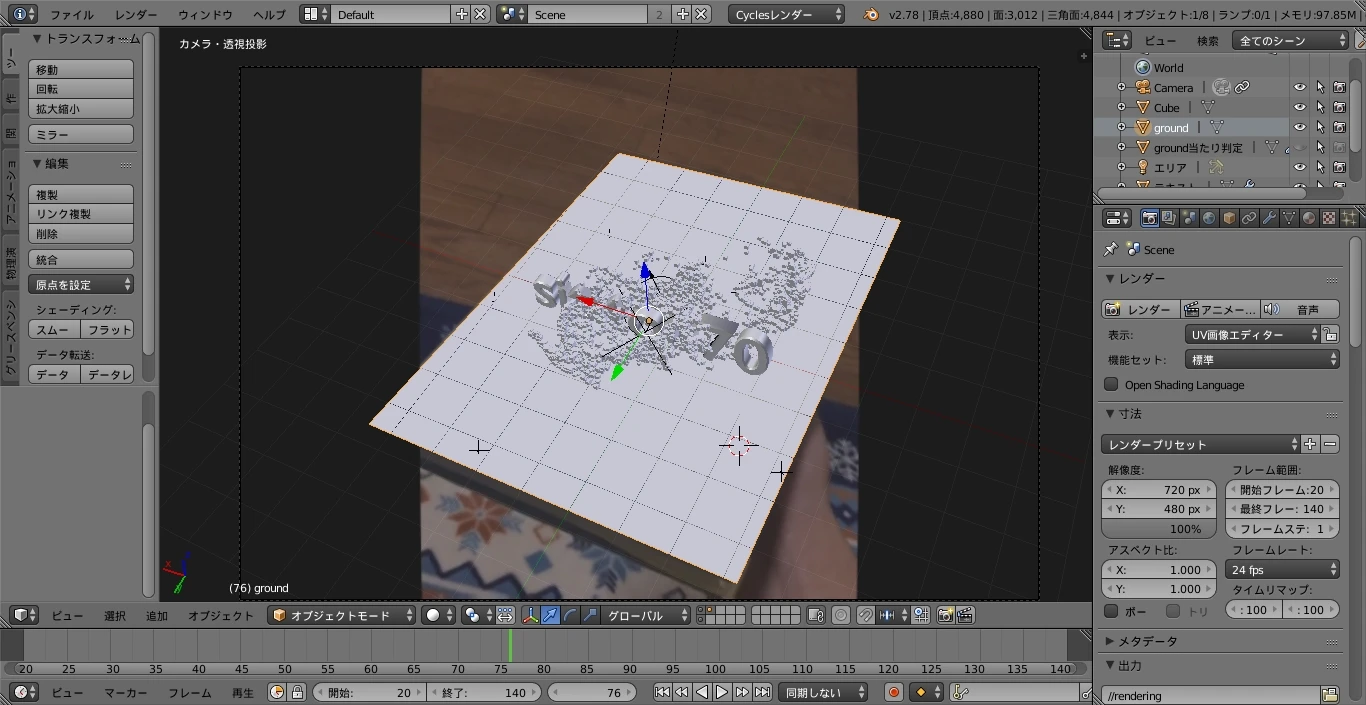 ファイル レンダー ウィンドウ ヘルプ Default Scene 2 Cyclesレンダー v2.78 | 頂点:4,880 | 面:3,012 | 三角面:4,844 | オブジェクト:1/8 | ランプ:0/1 | メモリ:97.85M |
トランスフォーム
移動
回転
拡大縮小
ミラー
編集
複製
リンク複製
削除
統合
原点を設定
シェーディング:
スムー フラット
データ転送:
データ データレ
ツー
作
関
アニメーショ
物理演
グリースペンシ
カメラ・透視投影
70
(76) ground
ビュー 選択 追加 オブジェクト オブジェクトモード グローバル
20 25 30 35 40 45 50 55 60 65 70 75 80 85 90 95 100 105 110 115 120 125 130 135 140
ビュー マーカー フレーム 再生 開始: 20 終了: 140 76 同期しない
ビュー 検索 全てのシーン
World
Camera
Cube
ground
ground当たり判定
エリア
Scene
レンダー
レンダー アニメー... 音声
表示: UV画像エディター
機能セット: 標準
Open Shading Language
寸法
レンダープリセット
解像度: フレーム範囲:
X: 720 px 開始フレーム:20
Y: 480 px 最終フレー: 140
100% フレームステ: 1
アスペクト比: フレームレート:
X: 1.000 24 fps
Y: 1.000 タイムリマップ:
ボー トリ : 100 : 100
メタデータ
出力
//rendering